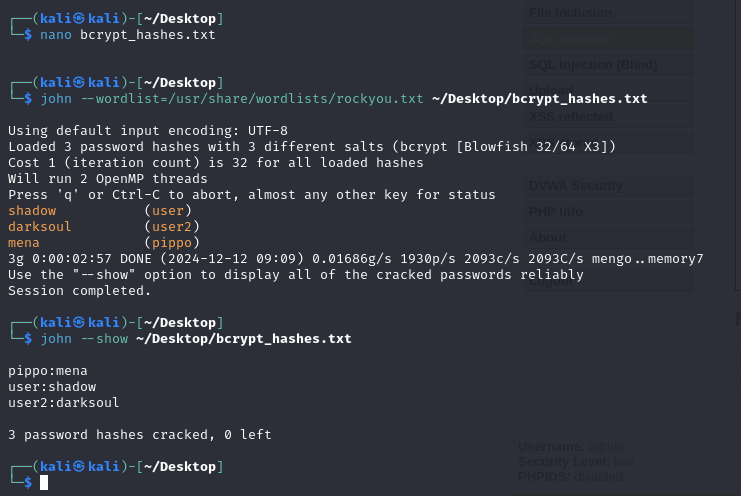 ┌──(kali㉿kali)-[~/Desktop]
└─$ nano bcrypt_hashes.txt
┌──(kali㉿kali)-[~/Desktop]
└─$ john --wordlist=/usr/share/wordlists/rockyou.txt ~/Desktop/bcrypt_hashes.txt
Using default input encoding: UTF-8
Loaded 3 password hashes with 3 different salts (bcrypt [Blowfish 32/64 X3])
Cost 1 (iteration count) is 32 for all loaded hashes
Will run 2 OpenMP threads
Press 'q' or Ctrl-C to abort, almost any other key for status
shadow (user)
darksoul (user2)
mena (pippo)
3g 0:00:02:57 DONE (2024-12-12 09:09) 0.01686g/s 1930p/s 2093c/s 2093C/s mengo..memory7
Use the "--show" option to display all of the cracked passwords reliably
Session completed.
┌──(kali㉿kali)-[~/Desktop]
└─$ john --show ~/Desktop/bcrypt_hashes.txt
pippo:mena
user:shadow
user2:darksoul
3 password hashes cracked, 0 left
┌──(kali㉿kali)-[~/Desktop]
└─$
File Inclusion
SQL Injection
SQL Injection (Blind)
Upload
XSS reflected
DVWA Security
PHP Info
About
Logout
Username: admin
Security Level: low
PHPIDS: disabled